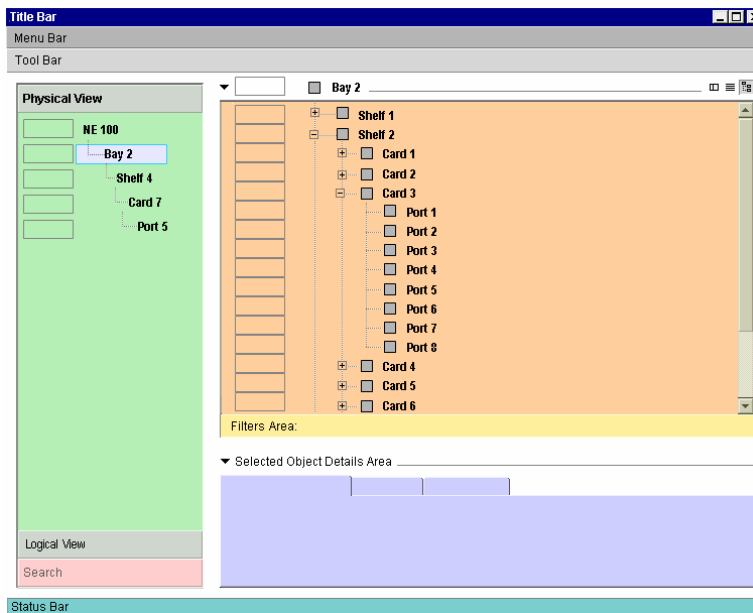 Title Bar
Menu Bar
Tool Bar
Physical View
NE 100
Bay 2
Shelf 4
Card 7
Port 5
Logical View
Search
Bay 2
Shelf 1
Shelf 2
Card 1
Card 2
Card 3
Port 1
Port 2
Port 3
Port 4
Port 5
Port 6
Port 7
Port 8
Card 4
Card 5
Card 6
Filters Area:
Selected Object Details Area
Status Bar